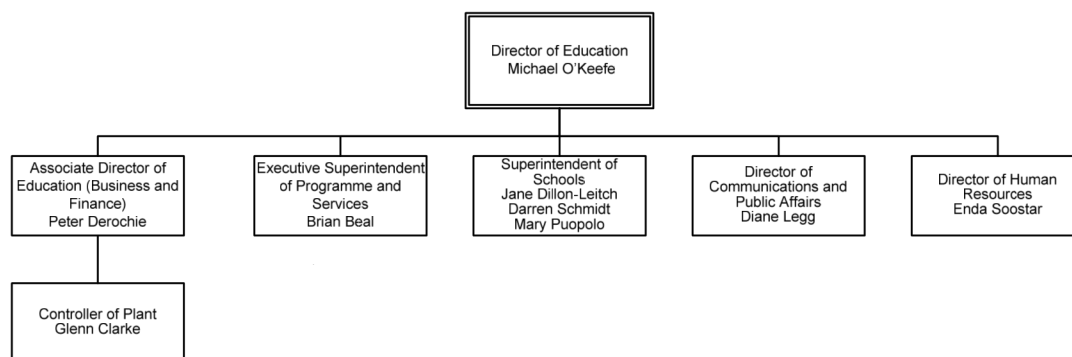 Director of Education
Michael O'Keefe
Associate Director of
Education (Business and
Finance)
Peter Derochie
Executive Superintendent
of Programme and
Services
Brian Beal
Superintendent of
Schools
Jane Dillon-Leitch
Darren Schmidt
Mary Puopolo
Director of
Communications and
Public Affairs
Diane Legg
Director of Human
Resources
Enda Soostar
Controller of Plant
Glenn Clarke